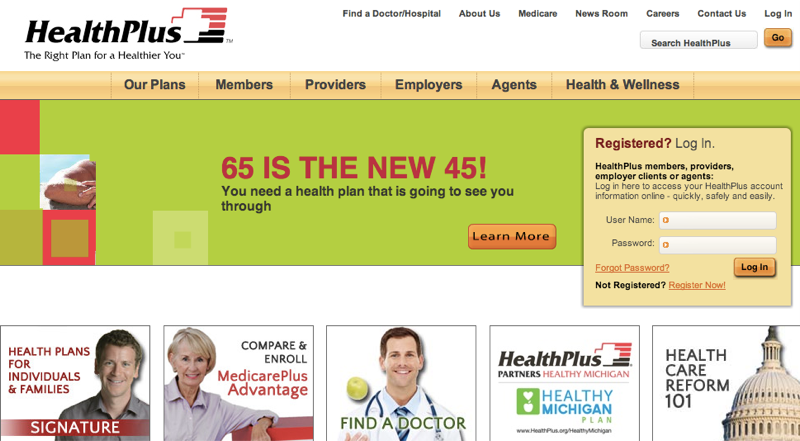 HealthPlus TM
The Right Plan for a Healthier You℠
Find a Doctor/Hospital About Us Medicare News Room Careers Contact Us Log In
Search HealthPlus Go
Our Plans Members Providers Employers Agents Health & Wellness
65 IS THE NEW 45!
You need a health plan that is going to see you
through
Learn More
Registered? Log In.
HealthPlus members, providers,
employer clients or agents:
Log in here to access your HealthPlus account
information online - quickly, safely and easily.
User Name:
Password:
Forgot Password? Log In
Not Registered? Register Now!
HEALTH PLANS
FOR
INDIVIDUALS
& FAMILIES
SIGNATURE
COMPARE &
ENROLL
MedicarePlus
Advantage
FIND A DOCTOR
HealthPlus
PARTNERS HEALTHY MICHIGAN
HEALTHY
MICHIGAN
PLAN
www.HealthPlus.org/HealthyMichigan
HEALTH
CARE
REFORM
101